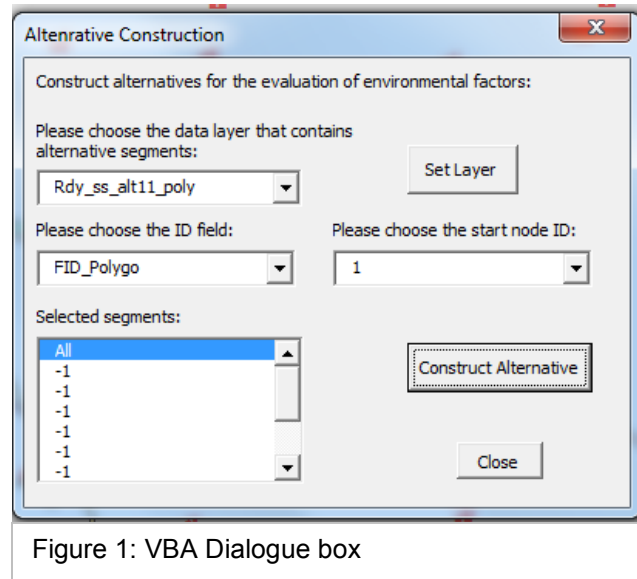 Altenrative Construction
X
Construct alternatives for the evaluation of environmental factors:
Please choose the data layer that contains
alternative segments:
Set Layer
Rdy_ss_alt11_poly
Please choose the ID field:
Please choose the start node ID:
FID_Polygo
1
Selected segments:
All
-1
-1
-1
-1
-1
-1
Construct Alternative
Close
Figure 1: VBA Dialogue box